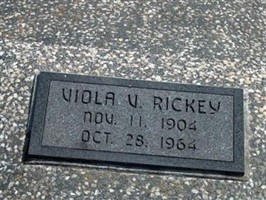 VIOLA V. RICKEY
NOV. 11, 1904
OCT. 28, 1964